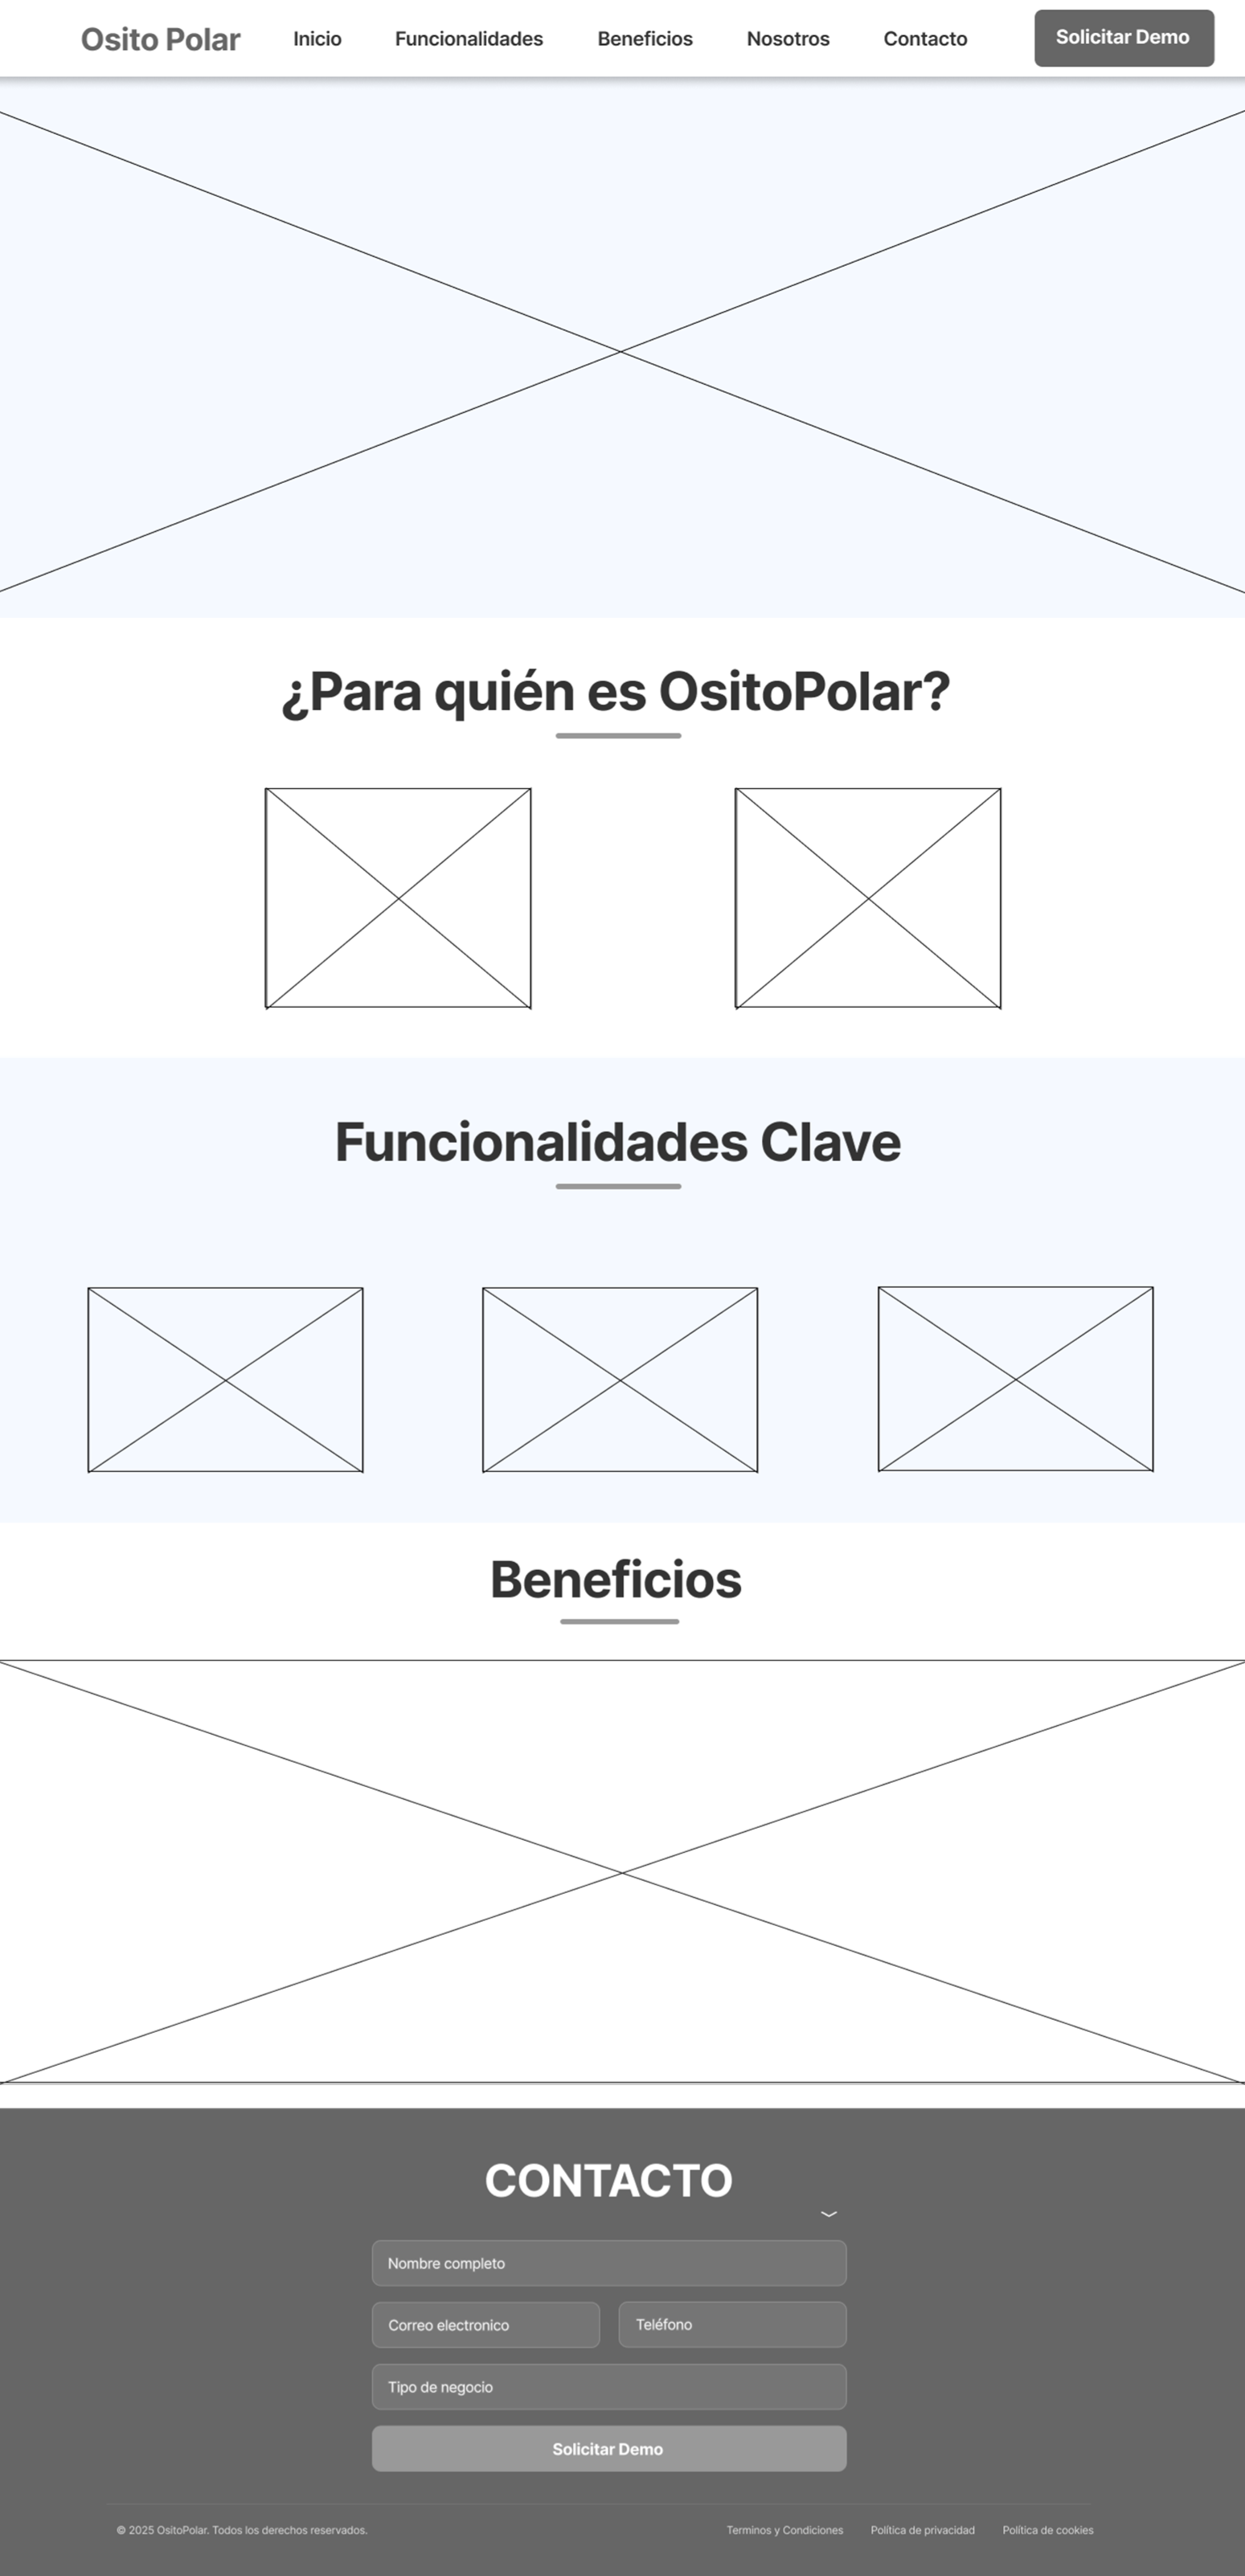 Osito Polar Inicio Funcionalidades Beneficios Nosotros Contacto Solicitar Demo
¿Para quién es OsitoPolar?
Funcionalidades Clave
Beneficios
CONTACTO
Nombre completo
Correo electronico Teléfono
Tipo de negocio
Solicitar Demo
© 2025 OsitoPolar. Todos los derechos reservados. Terminos y Condiciones Política de privacidad Política de cookies